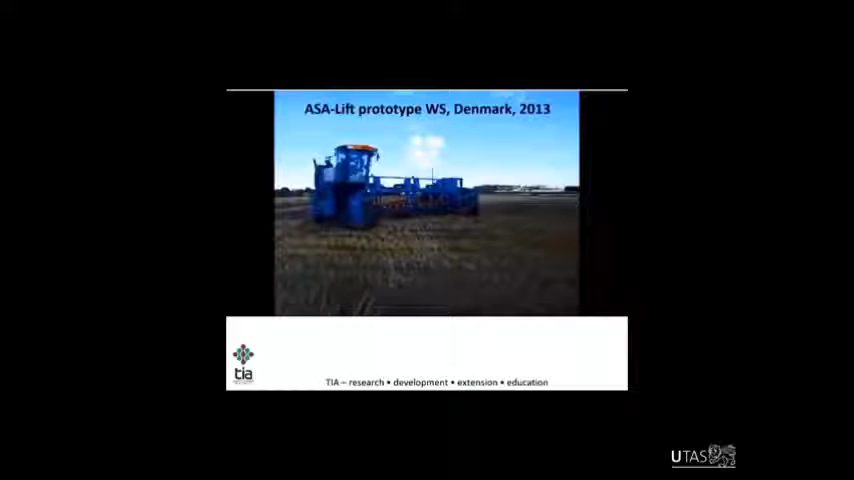 ASA-Lift prototype WS, Denmark, 2013
tia
TIA – research • development • extension • education
UTAS